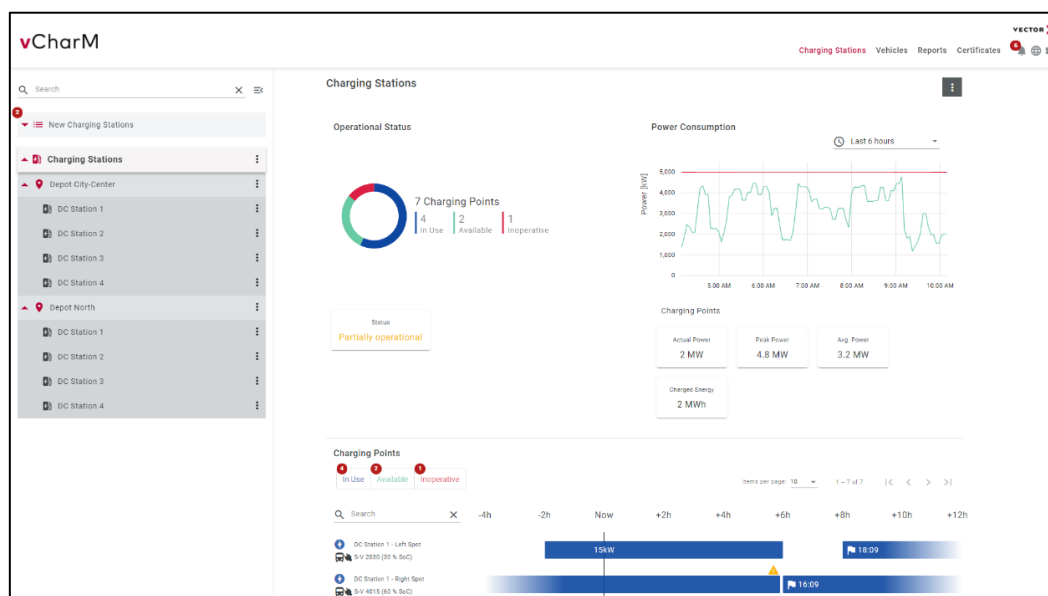 vCharM
VECTOR
Charging Stations Vehicles Reports Certificates 6
Search
2
New Charging Stations
Charging Stations
Depot City-Center
DC Station 1
DC Station 2
DC Station 3
DC Station 4
Depot North
DC Station 1
DC Station 2
DC Station 3
DC Station 4
Charging Stations
Operational Status
7 Charging Points
4 2 1
In Use Available Inoperative
Status
Partially operational
Power Consumption
Last 6 hours
Power [kW]
5,000
4,000
3,000
2,000
1,000
0
5:00 AM 6:00 AM 7:00 AM 8:00 AM 9:00 AM 10:00 AM
Charging Points
Actual Power Peak Power Avg. Power
2 MW 4.8 MW 3.2 MW
Charged Energy
2 MWh
Charging Points
4 2 1
In Use Available Inoperative
Items per page: 10 1 – 7 of 7
Search -4h -2h Now +2h +4h +6h +8h +10h +12h
DC Station 1 - Left Spot
S-V 2030 (30 % SoC)
15kW 18:09
DC Station 1 - Right Spot
S-V 4015 (60 % SoC)
16:09